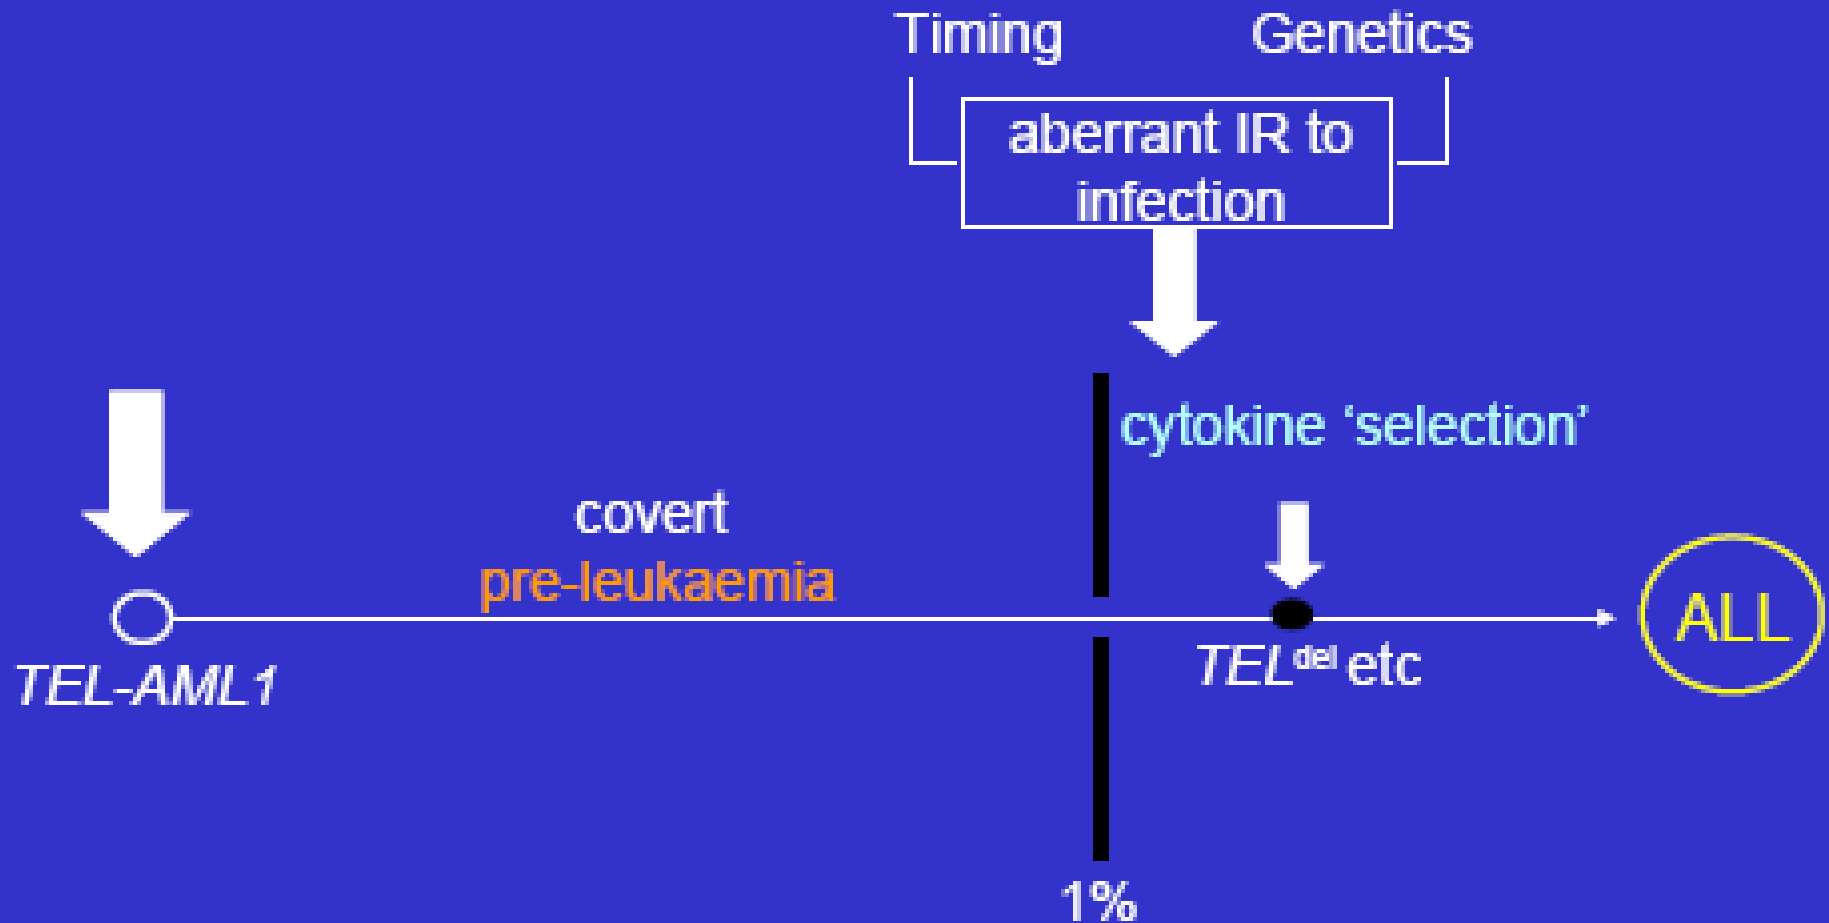 Timing Genetics
aberrant IR to
infection
cytokine ‘selection’
covert
pre-leukaemia
TEL-AML1
TELdel etc
ALL
1%